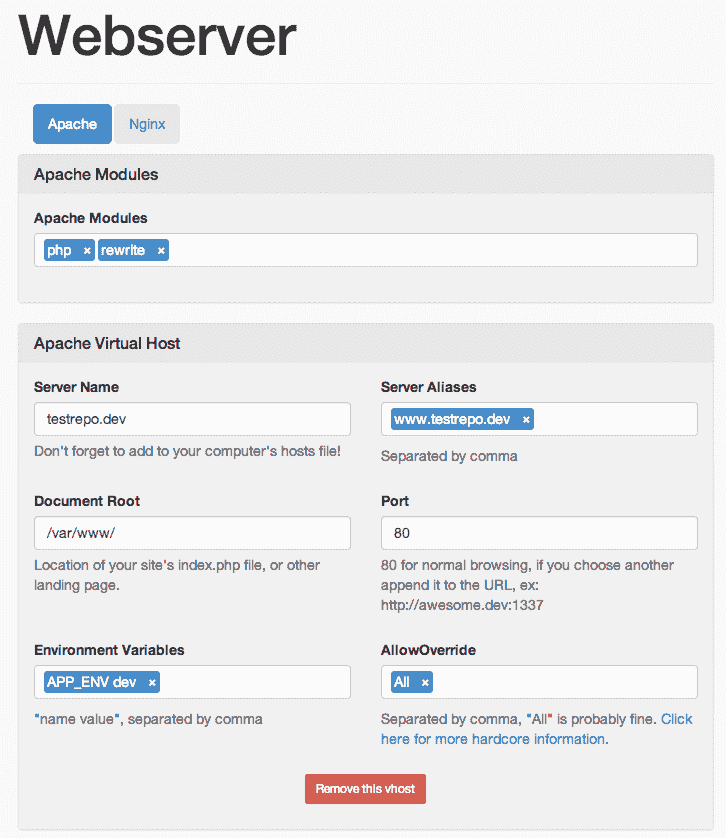 Webserver
Apache Nginx
Apache Modules
Apache Modules
php × rewrite ×
Apache Virtual Host
Server Name
testrepo.dev
Don't forget to add to your computer's hosts file!
Server Aliases
www.testrepo.dev ×
Separated by comma
Document Root
/var/www/
Location of your site's index.php file, or other
landing page.
Port
80
80 for normal browsing, if you choose another
append it to the URL, ex:
http://awesome.dev:1337
Environment Variables
APP_ENV dev ×
"name value", separated by comma
AllowOverride
All ×
Separated by comma, "All" is probably fine. Click
here for more hardcore information.
Remove this vhost